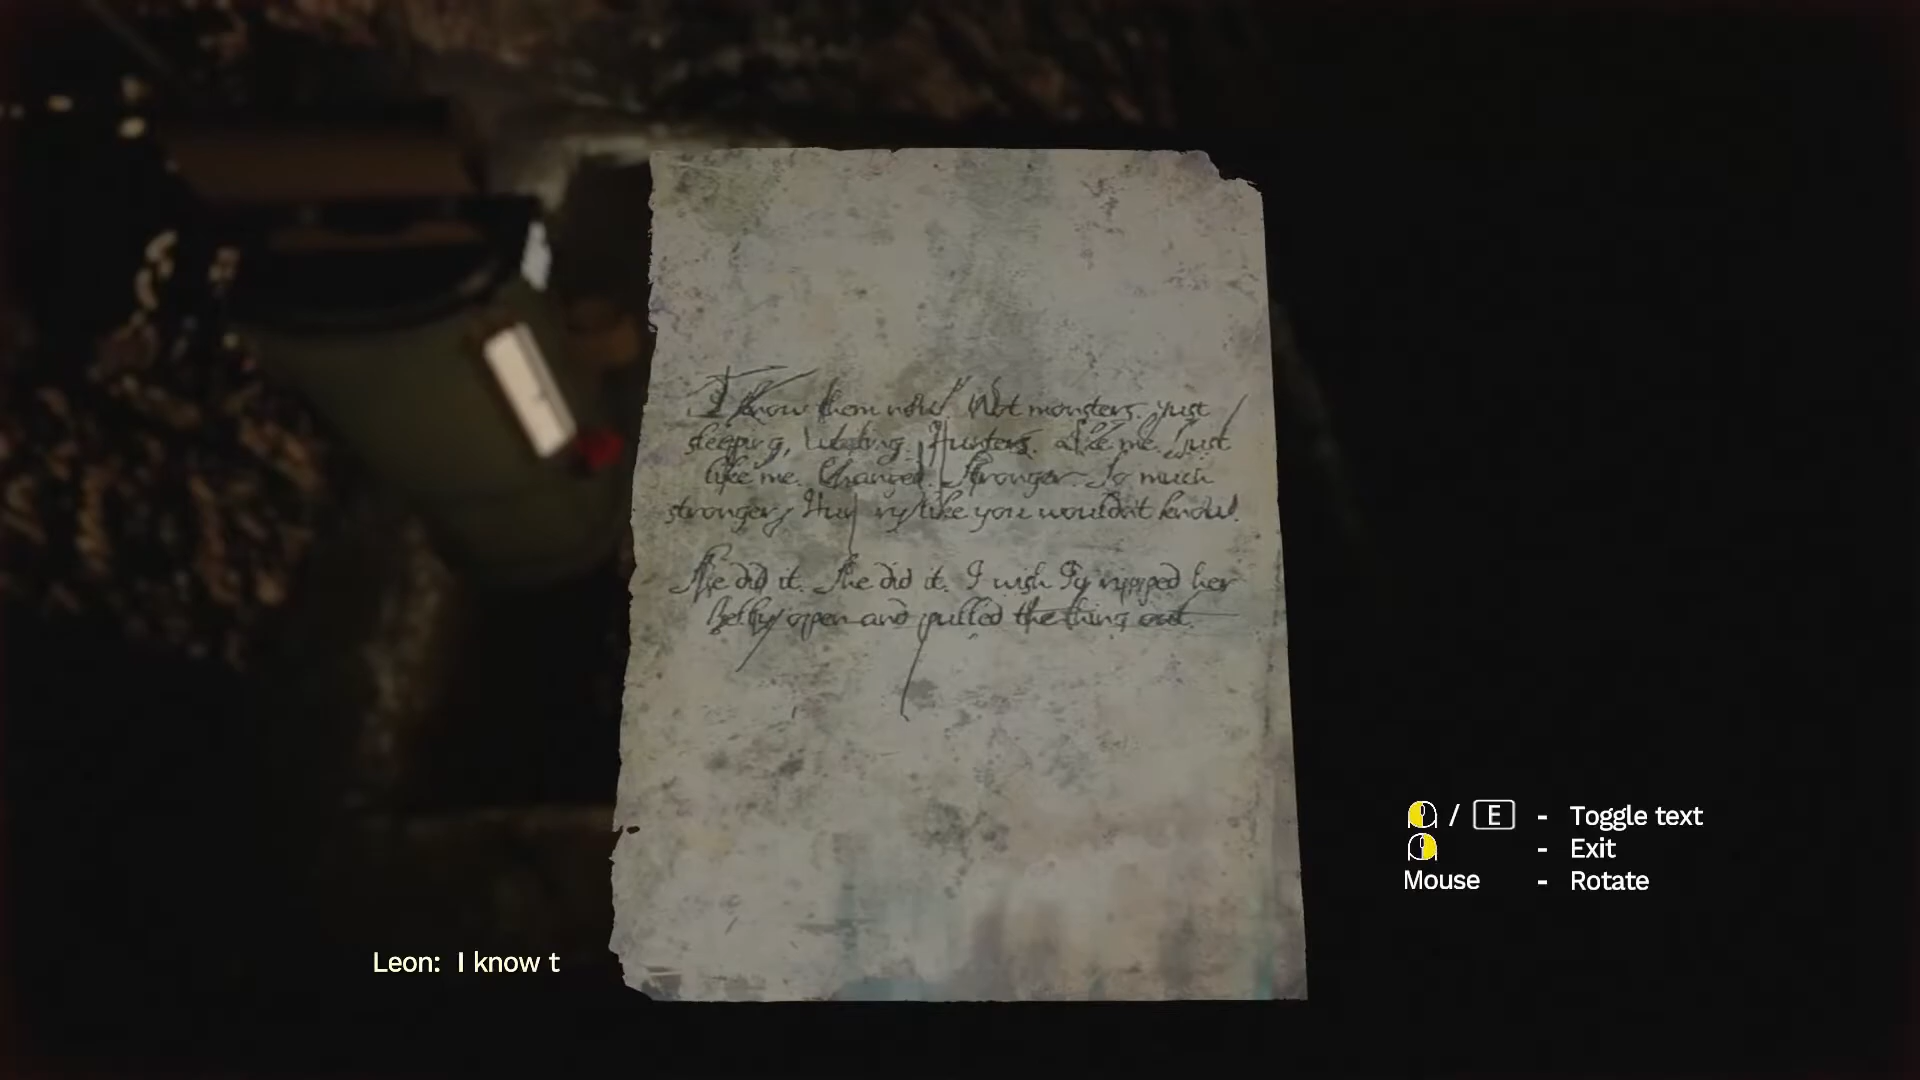 I know them now. Not monsters. Just
sleeping, Waiting. Hunters. Like me. Just
like me. Changed. Stronger. So much
stronger. Hungry like you wouldn't know.
She did it. She did it. I wish I'd ripped her
Belly open and pulled the thing out.
/ E - Toggle text
- Exit
Mouse - Rotate
Leon: I know t